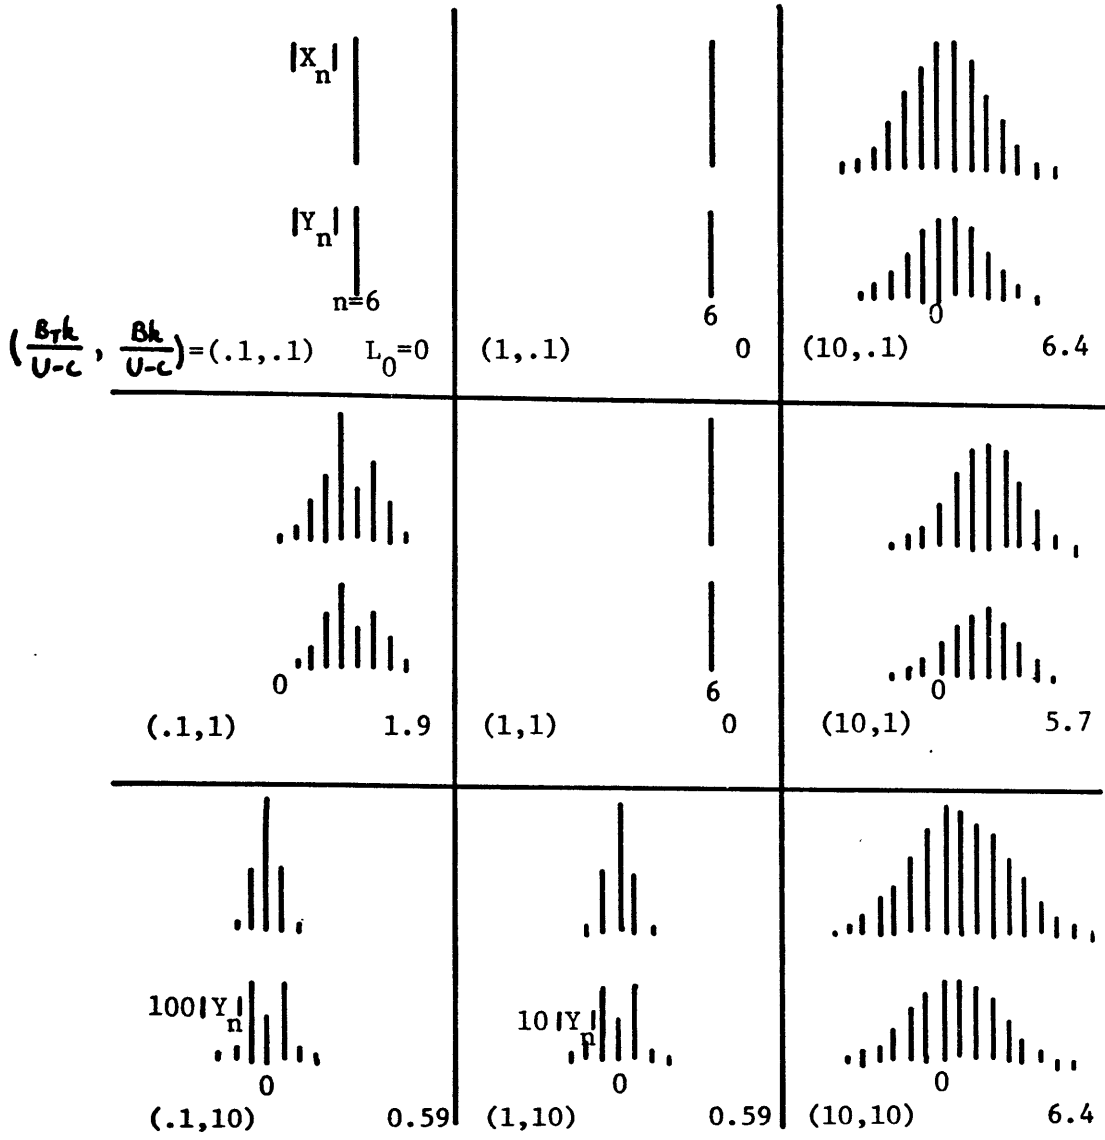 |X_n|
|Y_n|
n=6
6
0
(B_T k / U-c, Bk / U-c)=(.1,.1) L_0=0
(1,.1) 0
(10,.1) 6.4
0
6
0
(.1,1) 1.9
(1,1) 0
(10,1) 5.7
100|Y_n|
10|Y_n|
0
0
0
(.1,10) 0.59
(1,10) 0.59
(10,10) 6.4